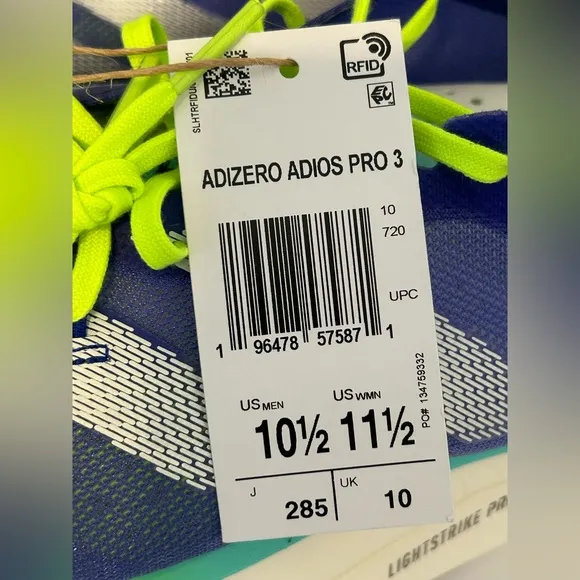 RFID
ADIZERO ADIOS PRO 3
10
720
UPC
1 96478 57587 1
PO# 134759332
US MEN US WMN
10½ 11½
J 285 UK 10
LIGHTSTRIKE